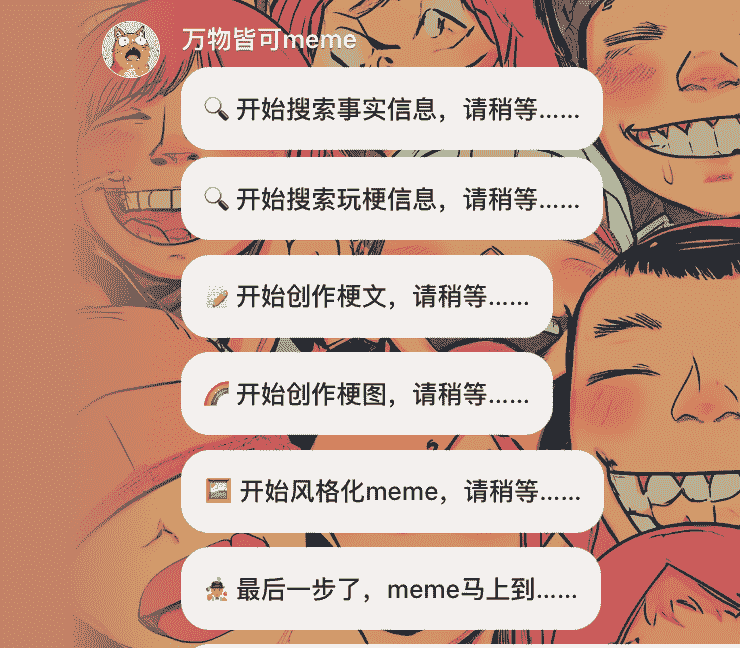 万物皆可meme
🔍 开始搜索事实信息，请稍等……
🔍 开始搜索玩梗信息，请稍等……
开始创作梗文，请稍等……
🌈 开始创作梗图，请稍等……
🖼️ 开始风格化meme，请稍等……
最后一步了，meme马上到……